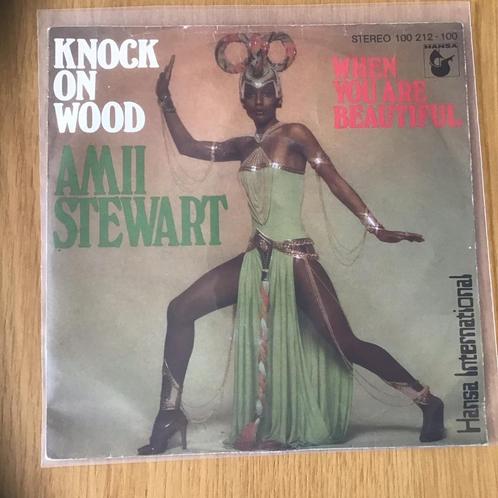 KNOCK
ON
WOOD
AMII
STEWART
STEREO 100 212-100
HANSA
WHEN
YOU ARE
BEAUTIFUL
Hansa International